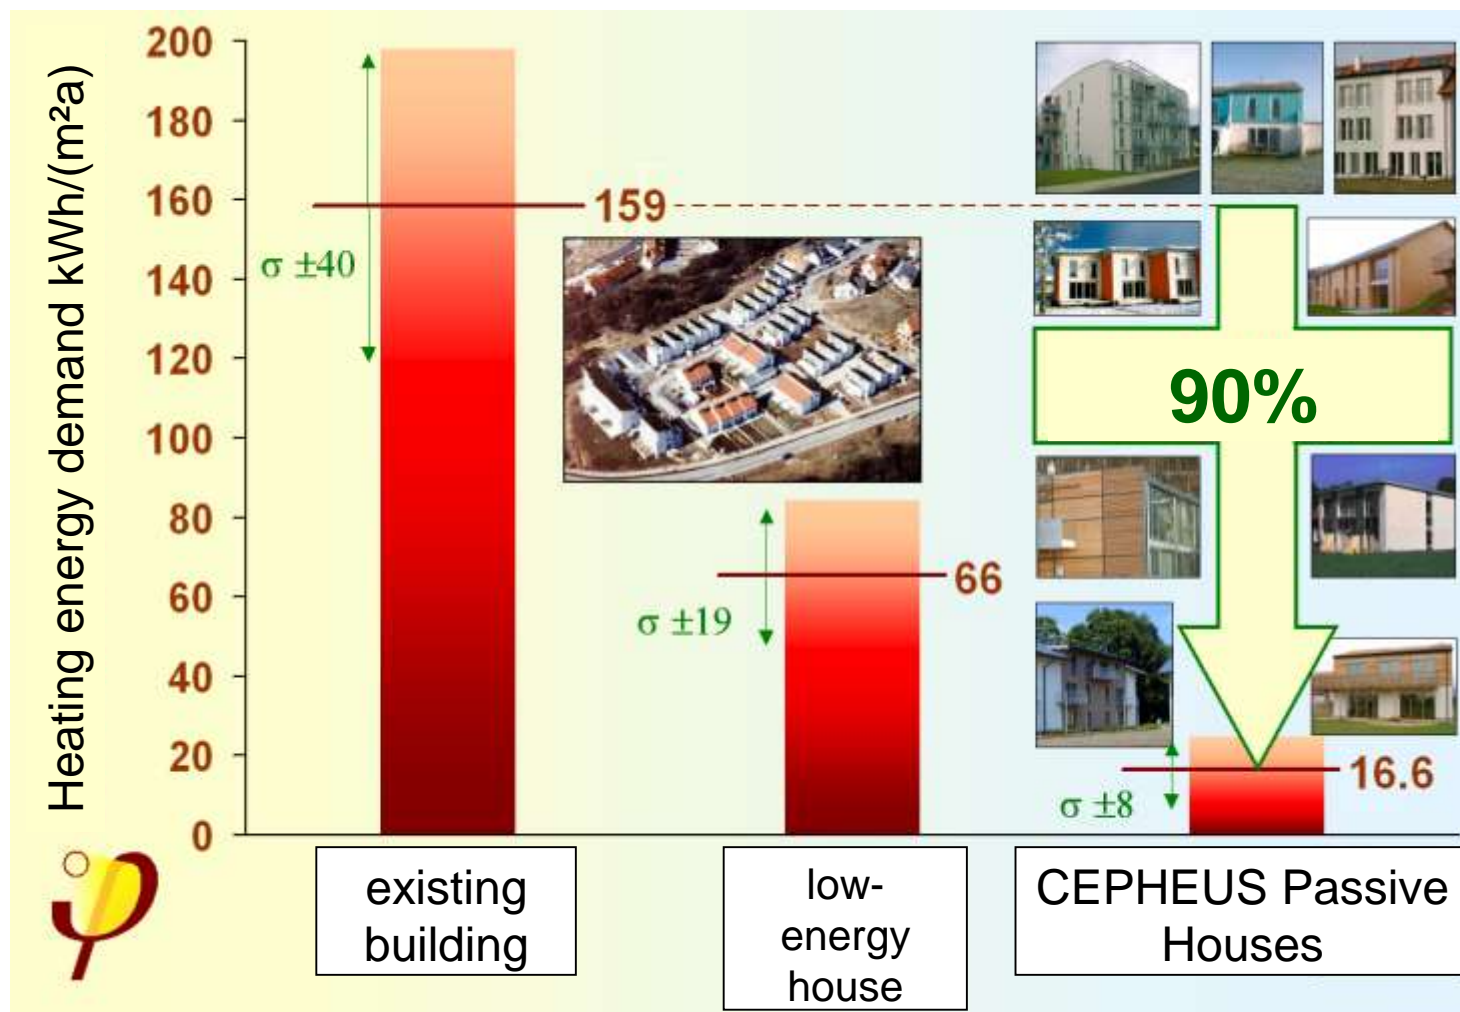 Heating energy demand kWh/(m²a)
200
180
160
140
120
100
80
60
40
20
0
σ ±40
159
σ ±19
66
90%
σ ±8
16.6
existing
building
low-
energy
house
CEPHEUS Passive
Houses